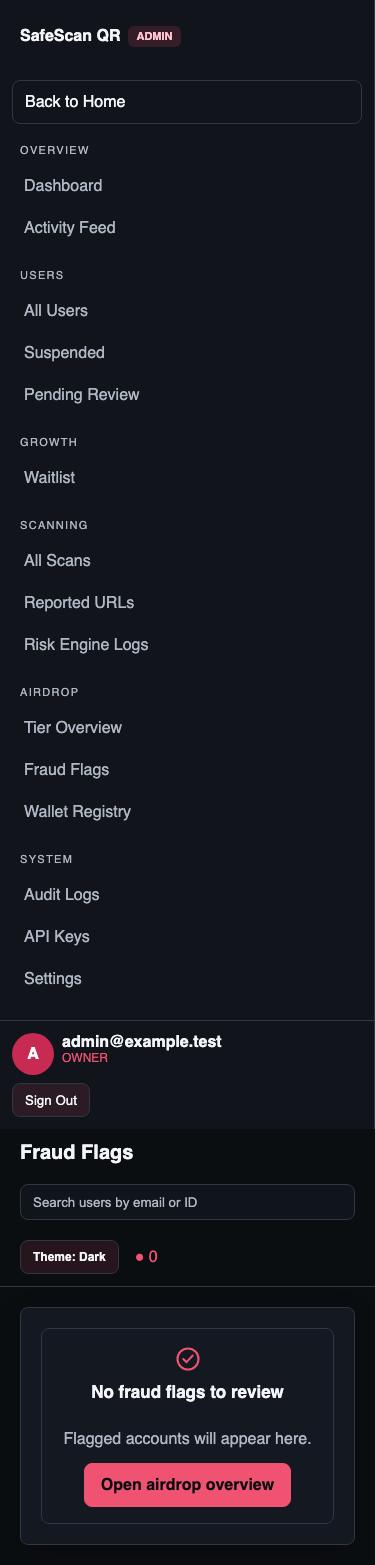 SafeScan QR ADMIN
Back to Home
OVERVIEW
Dashboard
Activity Feed
USERS
All Users
Suspended
Pending Review
GROWTH
Waitlist
SCANNING
All Scans
Reported URLs
Risk Engine Logs
AIRDROP
Tier Overview
Fraud Flags
Wallet Registry
SYSTEM
Audit Logs
API Keys
Settings
A
admin@example.test
OWNER
Sign Out
Fraud Flags
Search users by email or ID
Theme: Dark
0
No fraud flags to review
Flagged accounts will appear here.
Open airdrop overview